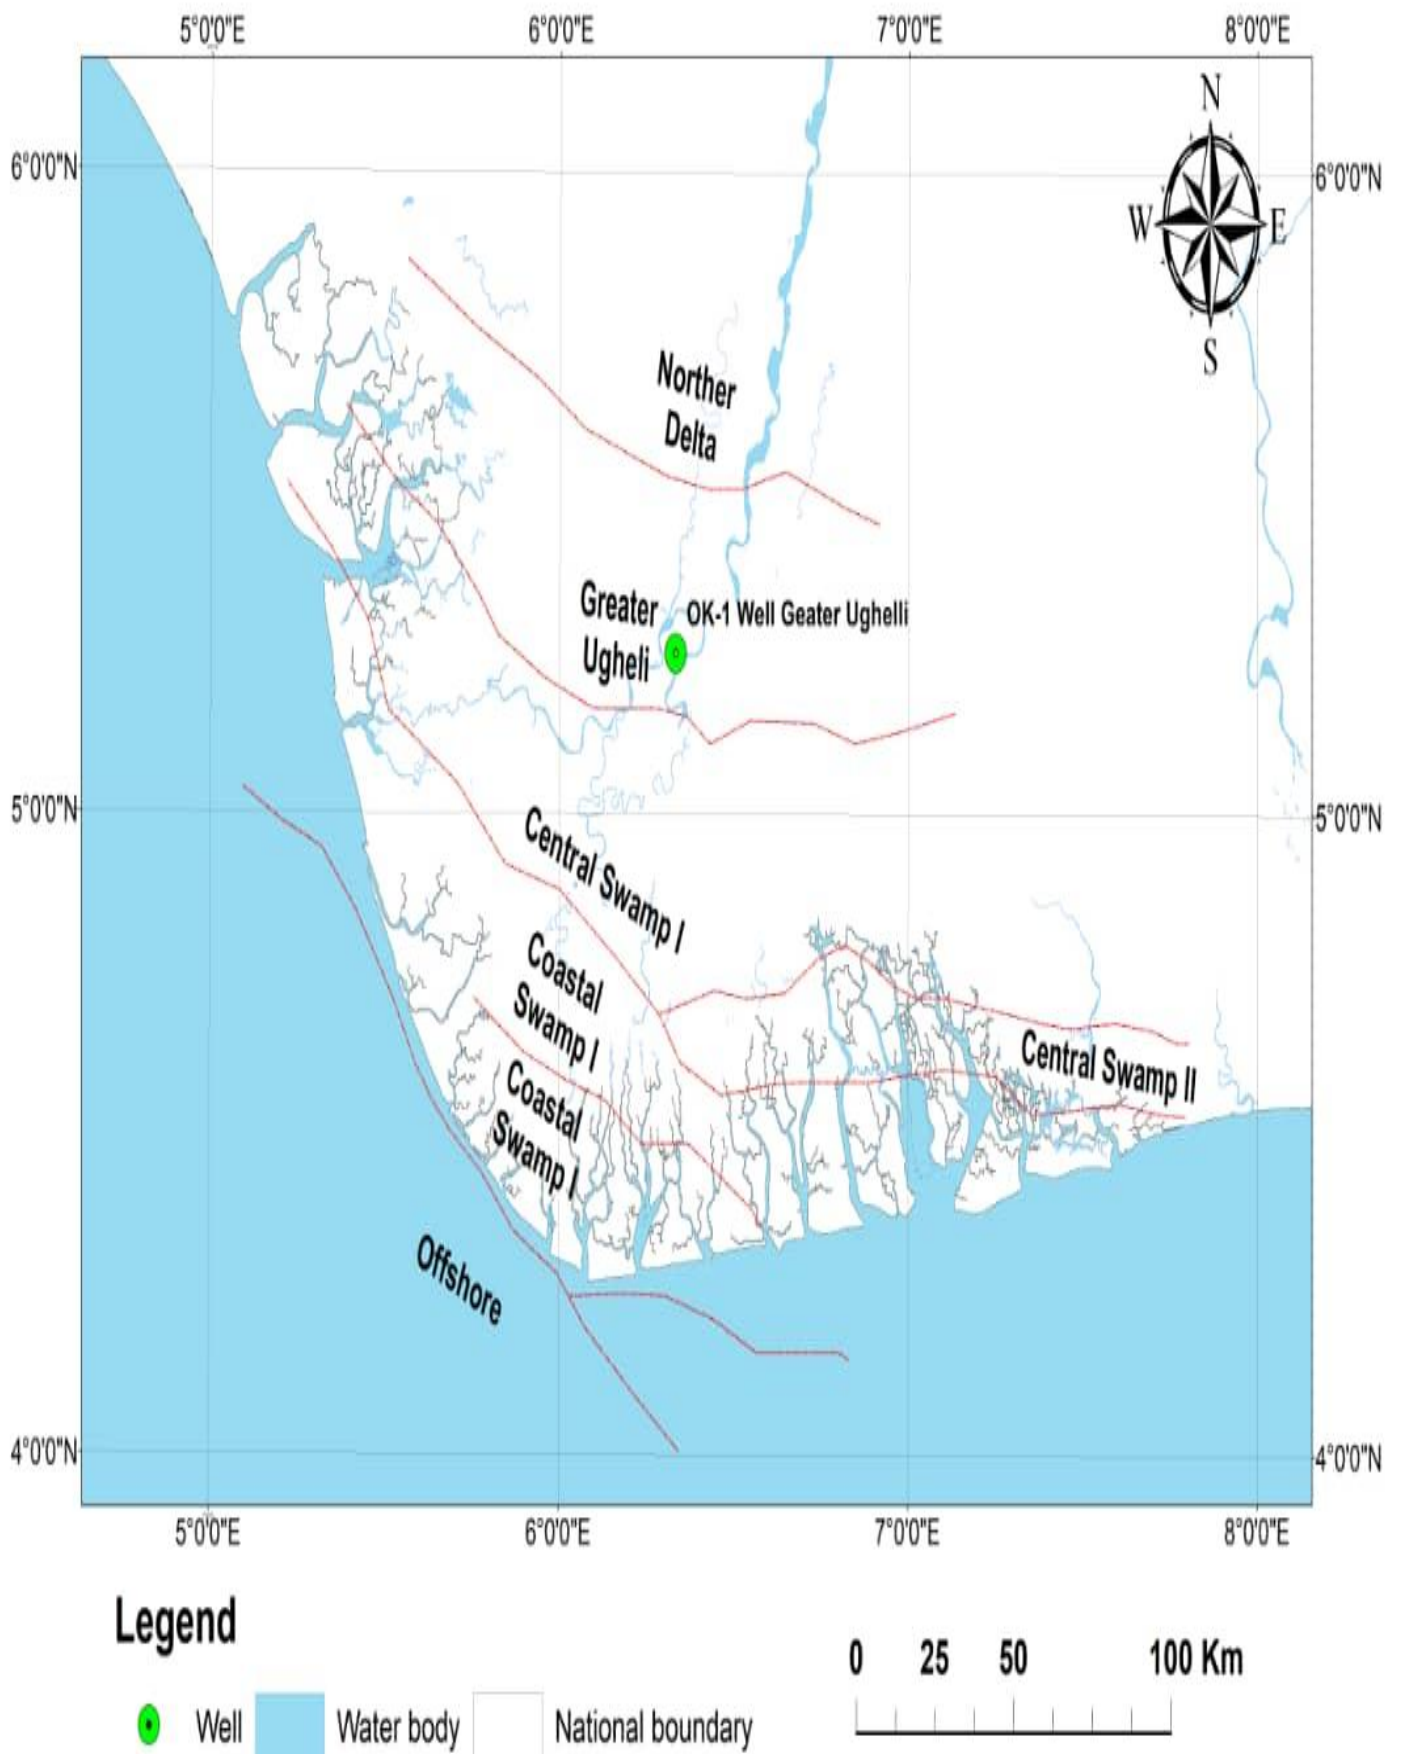 5°0'0"E 6°0'0"E 7°0'0"E 8°0'0"E
N
W E
S
6°0'0"N 6°0'0"N
Norther
Delta
Greater
Ugheli
OK-1 Well Geater Ughelli
5°0'0"N 5°0'0"N
Central Swamp I
Coastal
Swamp I
Central Swamp II
Coastal
Swamp I
Offshore
4°0'0"N 4°0'0"N
5°0'0"E 6°0'0"E 7°0'0"E 8°0'0"E
Legend
0 25 50 100 Km
Well Water body National boundary